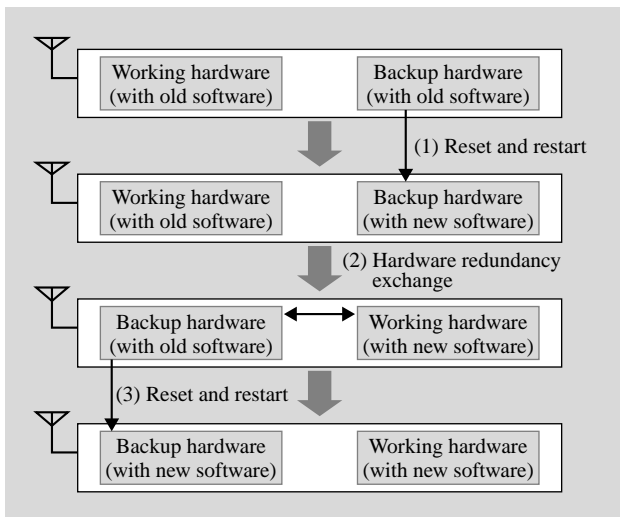 Working hardware
(with old software)
Backup hardware
(with old software)
(1) Reset and restart
Working hardware
(with old software)
Backup hardware
(with new software)
(2) Hardware redundancy
exchange
Backup hardware
(with old software)
Working hardware
(with new software)
(3) Reset and restart
Backup hardware
(with new software)
Working hardware
(with new software)